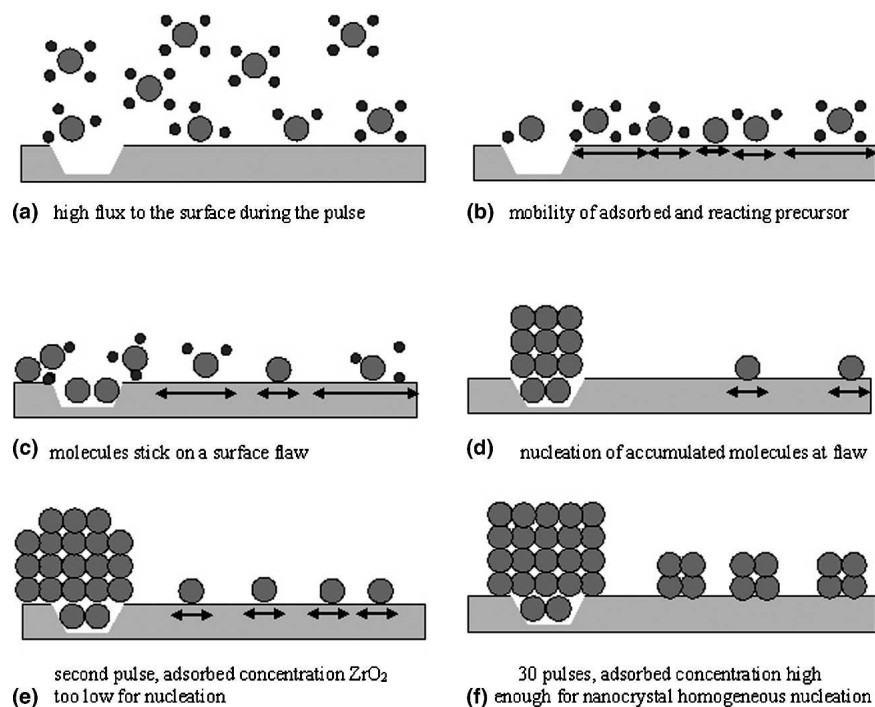 (a) high flux to the surface during the pulse
(b) mobility of adsorbed and reacting precursor
(c) molecules stick on a surface flaw
(d) nucleation of accumulated molecules at flaw
second pulse, adsorbed concentration ZrO₂
(e) too low for nucleation
30 pulses, adsorbed concentration high
(f) enough for nanocrystal homogeneous nucleation